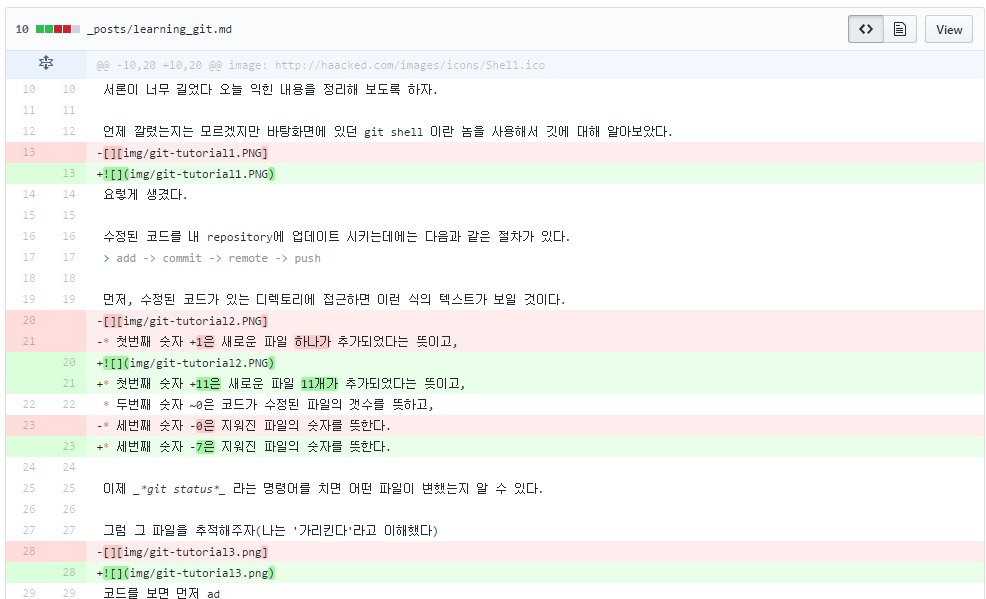 10 _posts/learning_git.md View
@@ -10,20 +10,20 @@ image: http://haacked.com/images/icons/Shell.ico
10 10 서론이 너무 길었다 오늘 익힌 내용을 정리해 보도록 하자.
11 11
12 12 언제 깔렸는지는 모르겠지만 바탕화면에 있던 git shell 이란 놈을 사용해서 깃에 대해 알아보았다.
13 -[][img/git-tutorial1.PNG]
13 +![](img/git-tutorial1.PNG)
14 14 요렇게 생겼다.
15 15
16 16 수정된 코드를 내 repository에 업데이트 시키는데에는 다음과 같은 절차가 있다.
17 17 > add -> commit -> remote -> push
18 18
19 19 먼저, 수정된 코드가 있는 디렉토리에 접근하면 이런 식의 텍스트가 보일 것이다.
20 -[][img/git-tutorial2.PNG]
21 -* 첫번째 숫자 +1은 새로운 파일 하나가 추가되었다는 뜻이고,
20 +![](img/git-tutorial2.PNG)
21 +* 첫번째 숫자 +11은 새로운 파일 11개가 추가되었다는 뜻이고,
22 22 * 두번째 숫자 ~0은 코드가 수정된 파일의 갯수를 뜻하고,
23 -* 세번째 숫자 -0은 지워진 파일의 숫자를 뜻한다.
23 +* 세번째 숫자 -7은 지워진 파일의 숫자를 뜻한다.
24 24
25 25 이제 _*git status*_ 라는 명령어를 치면 어떤 파일이 변했는지 알 수 있다.
26 26
27 27 그럼 그 파일을 추적해주자(나는 '가리킨다'라고 이해했다)
28 -[][img/git-tutorial3.png]
28 +![](img/git-tutorial3.png)
29 29 코드를 보면 먼저 ad